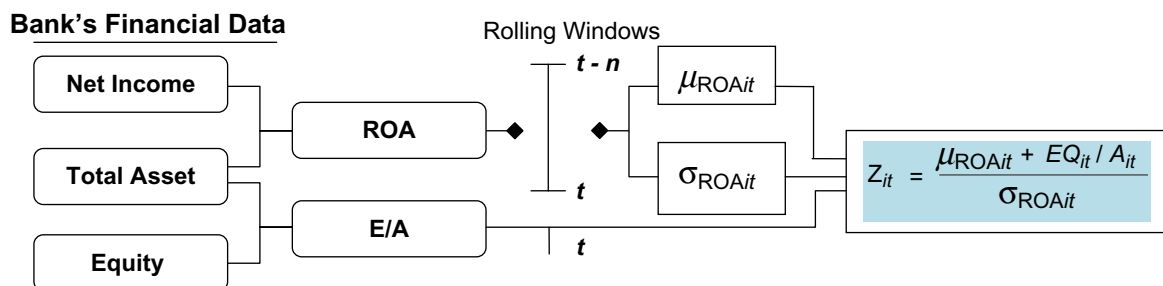 Bank's Financial Data
Rolling Windows
Net Income
t - n
μROAit
ROA
Total Asset
Zit = μROAit + EQit / Ait
σROAit
σROAit
t
E/A
t
Equity